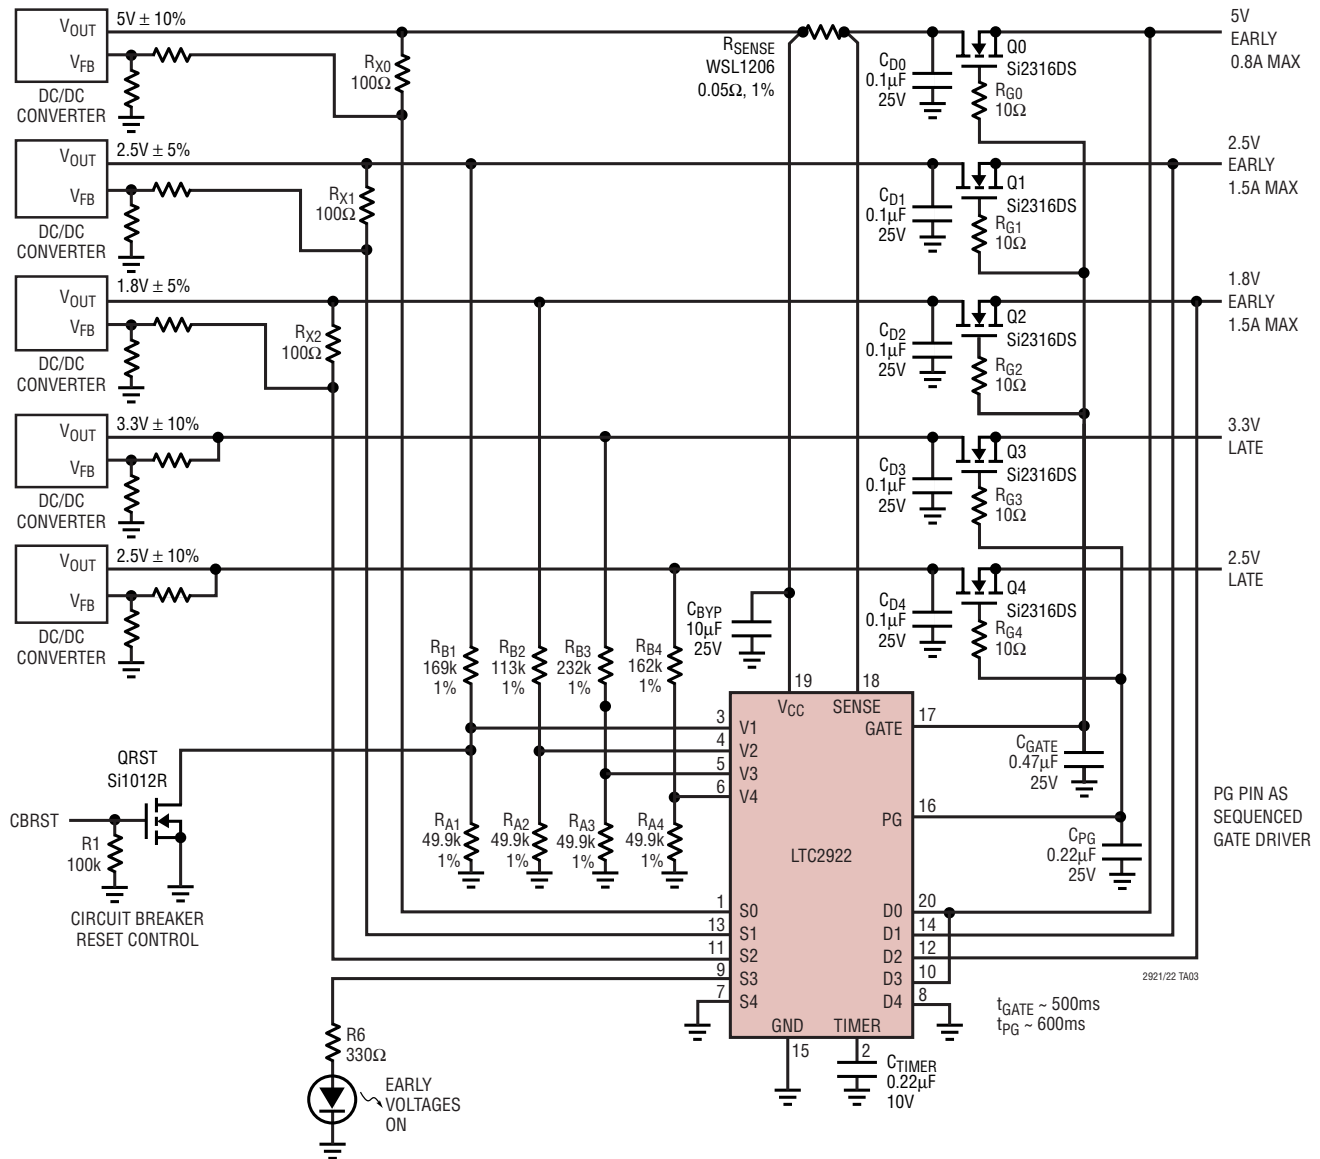 VOUT
5V ± 10%
VFB
DC/DC
CONVERTER
RX0
100Ω
RSENSE
WSL1206
0.05Ω, 1%
CD0
0.1µF
25V
Q0
Si2316DS
RG0
10Ω
5V
EARLY
0.8A MAX
VOUT
2.5V ± 5%
VFB
DC/DC
CONVERTER
RX1
100Ω
CD1
0.1µF
25V
Q1
Si2316DS
RG1
10Ω
2.5V
EARLY
1.5A MAX
VOUT
1.8V ± 5%
VFB
DC/DC
CONVERTER
RX2
100Ω
CD2
0.1µF
25V
Q2
Si2316DS
RG2
10Ω
1.8V
EARLY
1.5A MAX
VOUT
3.3V ± 10%
VFB
DC/DC
CONVERTER
CD3
0.1µF
25V
Q3
Si2316DS
RG3
10Ω
3.3V
LATE
VOUT
2.5V ± 10%
VFB
DC/DC
CONVERTER
CD4
0.1µF
25V
Q4
Si2316DS
RG4
10Ω
2.5V
LATE
CBYP
10µF
25V
RB1
169k
1%
RB2
113k
1%
RB3
232k
1%
RB4
162k
1%
19
18
VCC
SENSE
3
V1
4
V2
5
V3
6
V4
GATE
17
CGATE
0.47µF
25V
PG
16
CPG
0.22µF
25V
PG PIN AS
SEQUENCED
GATE DRIVER
QRST
Si1012R
CBRST
R1
100k
CIRCUIT BREAKER
RESET CONTROL
RA1
49.9k
1%
RA2
49.9k
1%
RA3
49.9k
1%
RA4
49.9k
1%
LTC2922
1
S0
13
S1
11
S2
9
S3
7
S4
D0
20
D1
14
D2
12
D3
10
D4
8
GND
TIMER
15
2
CTIMER
0.22µF
10V
2921/22 TA03
tGATE ~ 500ms
tPG ~ 600ms
R6
330Ω
EARLY
VOLTAGES
ON